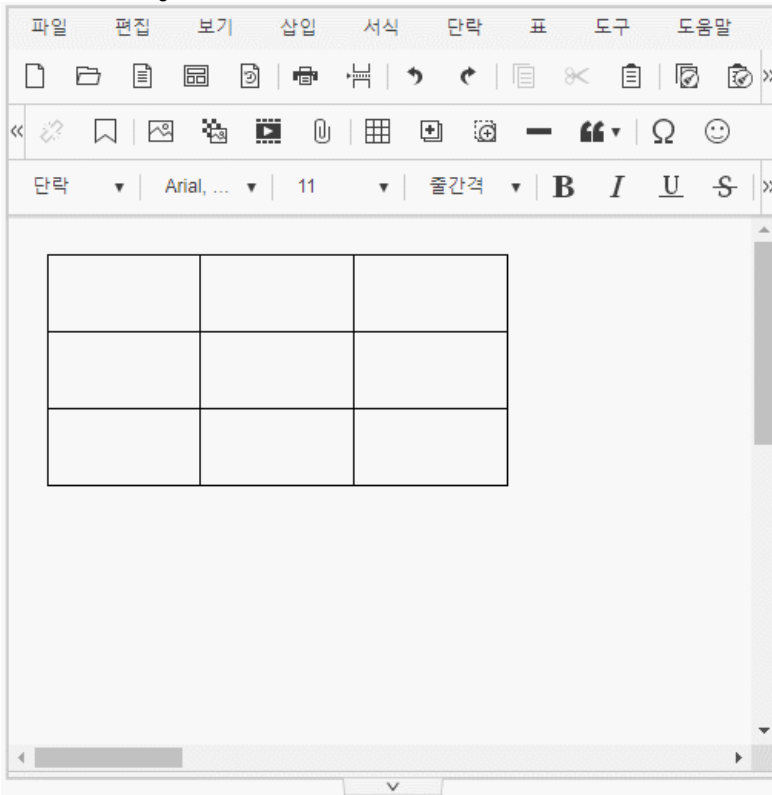 파일 편집 보기 삽입 서식 단락 표 도구 도움말
단락 Arial, ... 11 줄간격 B I U S